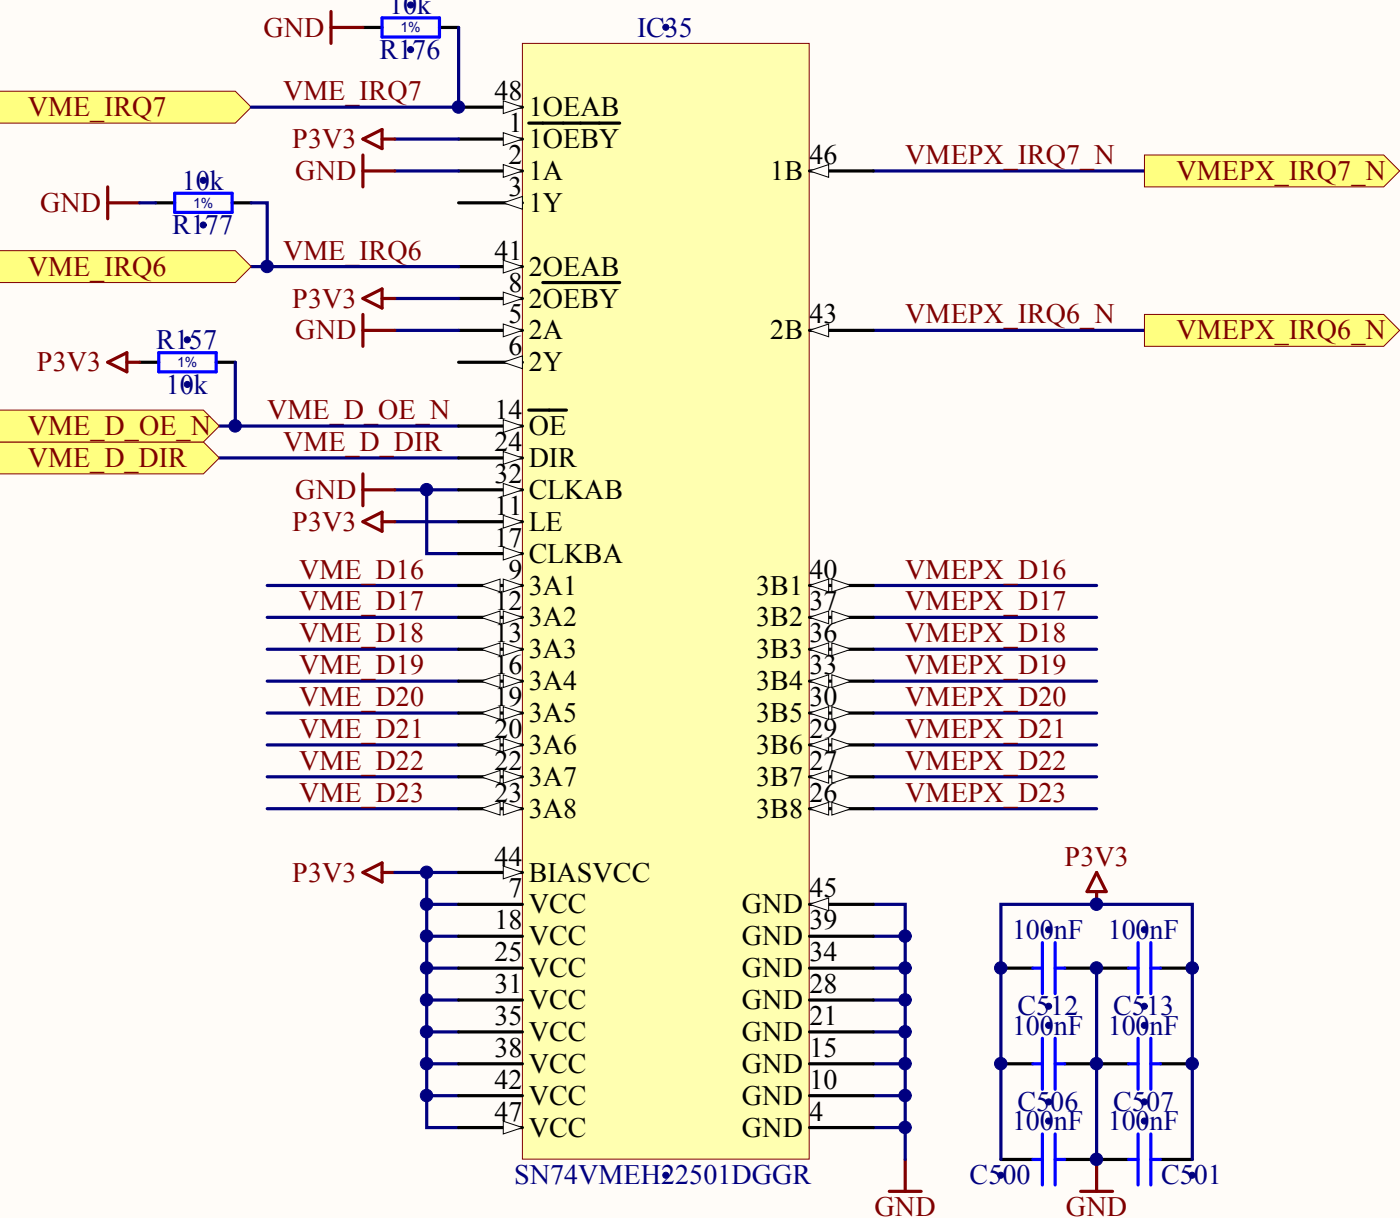 10k
IC35
GND
1%
R176
VME_IRQ7
VME_IRQ7
48
1OEAB
P3V3
1
1OEBY
GND
2
1A
46
1B
VMEPX_IRQ7_N
VMEPX_IRQ7_N
3
1Y
10k
GND
1%
R177
VME_IRQ6
VME_IRQ6
41
2OEAB
P3V3
8
2OEBY
GND
5
2A
43
2B
VMEPX_IRQ6_N
VMEPX_IRQ6_N
6
2Y
R157
P3V3
1%
10k
VME_D_OE_N
VME_D_OE_N
14
OE
VME_D_DIR
VME_D_DIR
24
DIR
GND
32
CLKAB
P3V3
11
LE
17
CLKBA
VME_D16
9
3A1
3B1
40
VMEPX_D16
VME_D17
12
3A2
3B2
37
VMEPX_D17
VME_D18
13
3A3
3B3
36
VMEPX_D18
VME_D19
16
3A4
3B4
33
VMEPX_D19
VME_D20
19
3A5
3B5
30
VMEPX_D20
VME_D21
20
3A6
3B6
29
VMEPX_D21
VME_D22
22
3A7
3B7
27
VMEPX_D22
VME_D23
23
3A8
3B8
26
VMEPX_D23
P3V3
44
BIASVCC
7
VCC
GND
45
18
VCC
GND
39
25
VCC
GND
34
31
VCC
GND
28
35
VCC
GND
21
38
VCC
GND
15
42
VCC
GND
10
47
VCC
GND
4
SN74VMEH22501DGGR
GND
P3V3
100nF
100nF
C512
C513
100nF
100nF
C506
C507
100nF
100nF
C500
C501
GND